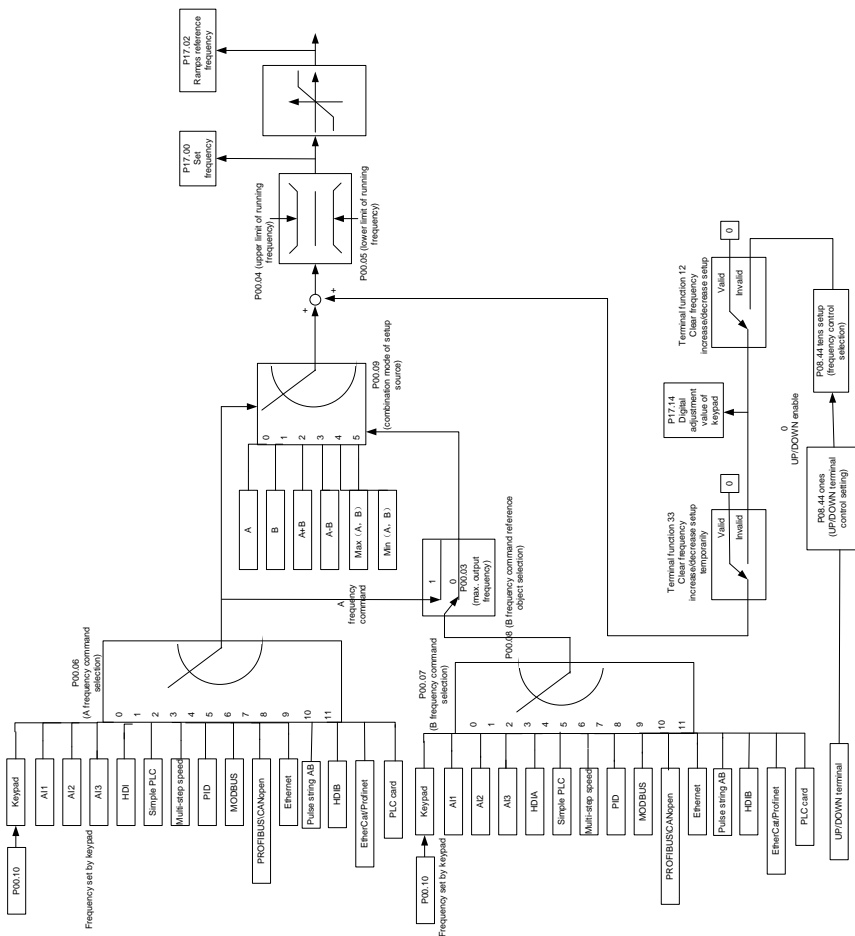 P00.10
Frequency set by keypad
Keypad
AI1
AI2
AI3
HDI
Simple PLC
Multi-step speed
PID
MODBUS
PROFIBUS\CANopen
Ethernet
Pulse string AB
HDIB
EtherCat/Profinet
PLC card
P00.06
(A frequency command
selection)
0
1
2
3
4
5
6
7
8
9
10
11
P00.10
Frequency set by keypad
Keypad
AI1
AI2
AI3
HDIA
Simple PLC
Multi-step speed
PID
MODBUS
PROFIBUS\CANopen
Ethernet
Pulse string AB
HDIB
EtherCat/Profinet
PLC card
P00.07
(B frequency command
selection)
0
1
2
3
4
5
6
7
8
9
10
11
A
frequency
command
1
0
P00.03
(max. output
frequency)
P00.08 (B frequency command reference
object selection)
A
B
A+B
A-B
Max（A，B）
Min（A，B）
0
1
2
3
4
5
P00.09
(combination mode of setup
source)
+
+
P00.04 (upper limit of running
frequency)
P00.05 (lower limit of running
frequency)
P17.00
Set
frequency
P17.02
Ramps reference
frequency
UP/DOWN terminal
P08.44 ones
(UP/DOWN terminal
control setting)
0
UP/DOWN enable
P08.44 tens setup
(frequency control
selection)
Terminal function 33
Clear frequency
increase/decrease setup
temporarily
Valid
Invalid
0
P17.14
Digital
adjustment
value of
keypad
Terminal function 12
Clear frequency
increase/decrease setup
Valid
Invalid
0